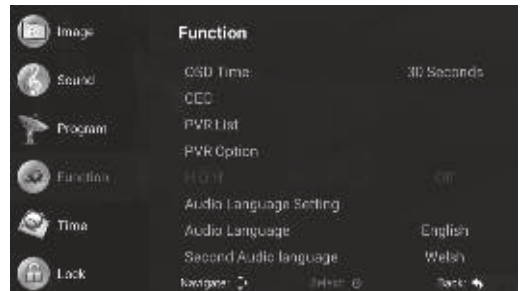 Image
Sound
Program
Function
Time
Lock
Function
OSD Time 30 Seconds
CEC
PVR List
PVR Option
Off
Audio Language Setting
Audio Language English
Second Audio language Welsh
Navigate: Select: Back: